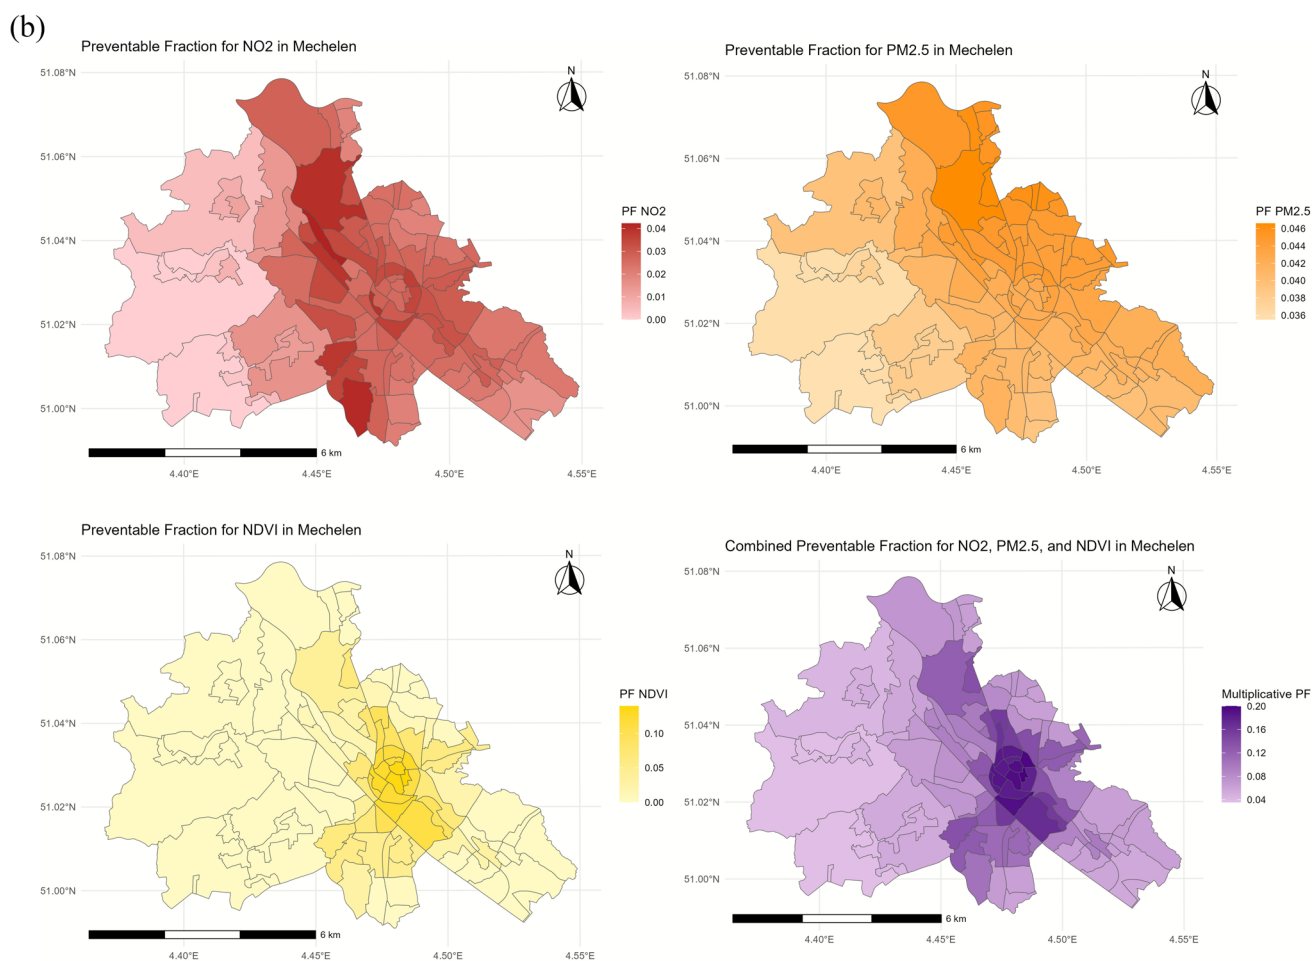 (b)
Preventable Fraction for NO2 in Mechelen
51.08°N
51.06°N
51.04°N
51.02°N
51.00°N
N
PF NO2
0.04
0.03
0.02
0.01
0.00
6 km
4.40°E
4.45°E
4.50°E
4.55°E
Preventable Fraction for PM2.5 in Mechelen
51.08°N
51.06°N
51.04°N
51.02°N
51.00°N
N
PF PM2.5
0.046
0.044
0.042
0.040
0.038
0.036
6 km
4.40°E
4.45°E
4.50°E
4.55°E
Preventable Fraction for NDVI in Mechelen
51.08°N
51.06°N
51.04°N
51.02°N
51.00°N
N
PF NDVI
0.10
0.05
0.00
6 km
4.40°E
4.45°E
4.50°E
4.55°E
Combined Preventable Fraction for NO2, PM2.5, and NDVI in Mechelen
51.08°N
51.06°N
51.04°N
51.02°N
51.00°N
N
Multiplicative PF
0.20
0.16
0.12
0.08
0.04
6 km
4.40°E
4.45°E
4.50°E
4.55°E